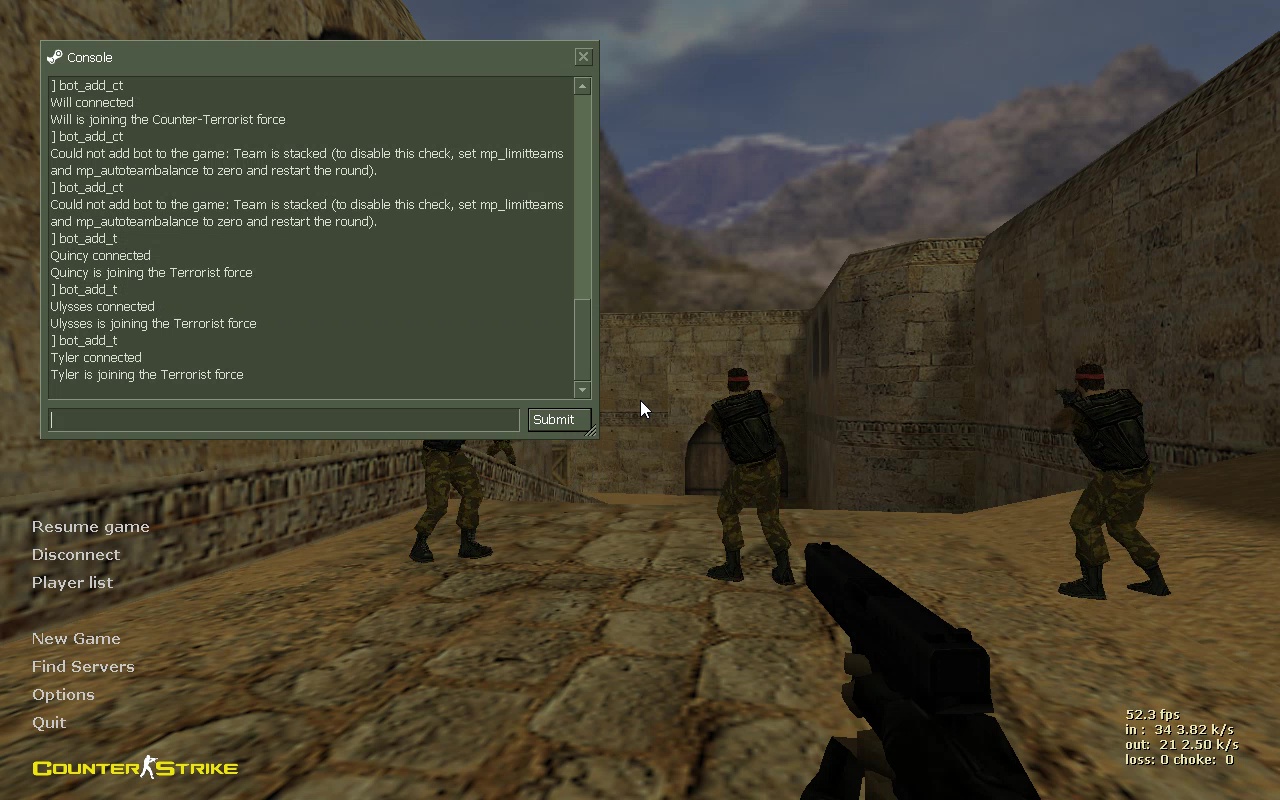 Console
] bot_add_ct
Will connected
Will is joining the Counter-Terrorist force
] bot_add_ct
Could not add bot to the game: Team is stacked (to disable this check, set mp_limitteams
and mp_autoteambalance to zero and restart the round).
] bot_add_ct
Could not add bot to the game: Team is stacked (to disable this check, set mp_limitteams
and mp_autoteambalance to zero and restart the round).
] bot_add_t
Quincy connected
Quincy is joining the Terrorist force
] bot_add_t
Ulysses connected
Ulysses is joining the Terrorist force
] bot_add_t
Tyler connected
Tyler is joining the Terrorist force
Submit
Resume game
Disconnect
Player list
New Game
Find Servers
Options
Quit
COUNTER STRIKE
52.3 fps
in : 34 3.82 k/s
out: 21 2.50 k/s
loss: 0 choke: 0